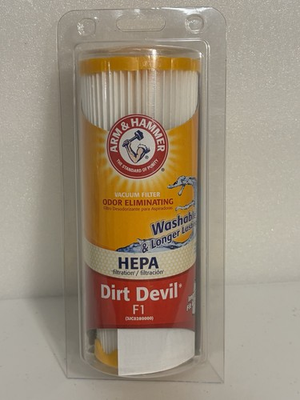 ARM & HAMMER
THE STANDARD OF PURITY
VACUUM FILTER
ODOR ELIMINATING
Washable
& Longer Lasting
HEPA
filtration / filtración
Dirt Devil®
F1